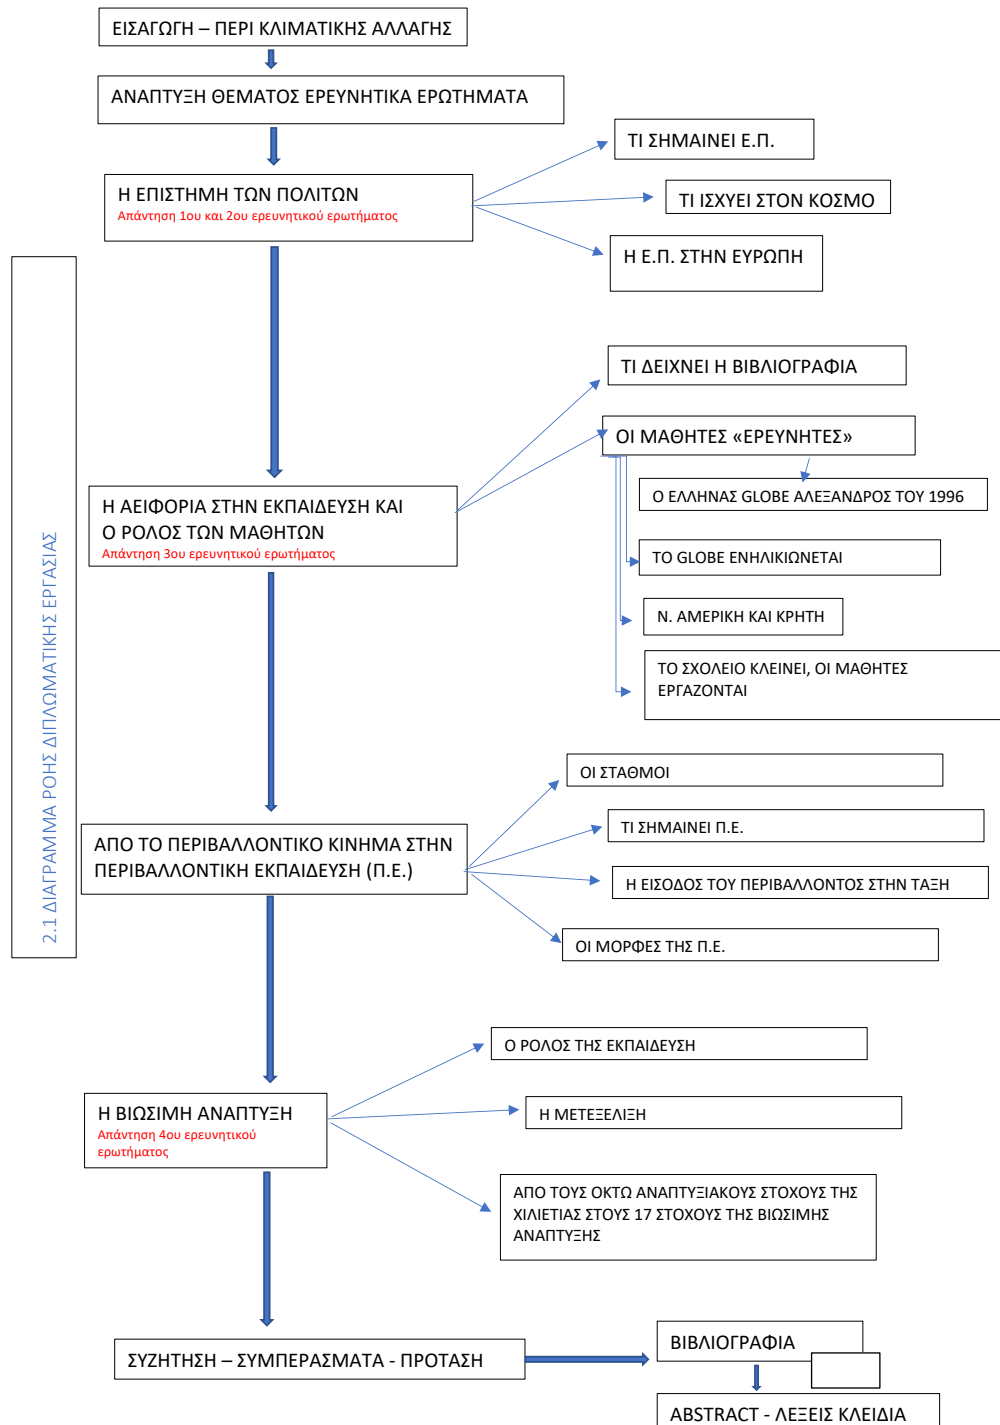 ΕΙΣΑΓΩΓΗ – ΠΕΡΙ ΚΛΙΜΑΤΙΚΗΣ ΑΛΛΑΓΗΣ
ΑΝΑΠΤΥΞΗ ΘΕΜΑΤΟΣ ΕΡΕΥΝΗΤΙΚΑ ΕΡΩΤΗΜΑΤΑ
Η ΕΠΙΣΤΗΜΗ ΤΩΝ ΠΟΛΙΤΩΝ
Απάντηση 1ου και 2ου ερευνητικού ερωτήματος
ΤΙ ΣΗΜΑΙΝΕΙ Ε.Π.
ΤΙ ΙΣΧΥΕΙ ΣΤΟΝ ΚΟΣΜΟ
Η Ε.Π. ΣΤΗΝ ΕΥΡΩΠΗ
2.1 ΔΙΑΓΡΑΜΜΑ ΡΟΗΣ ΔΙΠΛΩΜΑΤΙΚΗΣ ΕΡΓΑΣΙΑΣ
Η ΑΕΙΦΟΡΙΑ ΣΤΗΝ ΕΚΠΑΙΔΕΥΣΗ ΚΑΙ
Ο ΡΟΛΟΣ ΤΩΝ ΜΑΘΗΤΩΝ
Απάντηση 3ου ερευνητικού ερωτήματος
ΤΙ ΔΕΙΧΝΕΙ Η ΒΙΒΛΙΟΓΡΑΦΙΑ
ΟΙ ΜΑΘΗΤΕΣ «ΕΡΕΥΝΗΤΕΣ»
Ο ΕΛΛΗΝΑΣ GLOBE ΑΛΕΞΑΝΔΡΟΣ ΤΟΥ 1996
ΤΟ GLOBE ΕΝΗΛΙΚΙΩΝΕΤΑΙ
Ν. ΑΜΕΡΙΚΗ ΚΑΙ ΚΡΗΤΗ
ΤΟ ΣΧΟΛΕΙΟ ΚΛΕΙΝΕΙ, ΟΙ ΜΑΘΗΤΕΣ
ΕΡΓΑΖΟΝΤΑΙ
ΑΠΟ ΤΟ ΠΕΡΙΒΑΛΛΟΝΤΙΚΟ ΚΙΝΗΜΑ ΣΤΗΝ
ΠΕΡΙΒΑΛΛΟΝΤΙΚΗ ΕΚΠΑΙΔΕΥΣΗ (Π.Ε.)
ΟΙ ΣΤΑΘΜΟΙ
ΤΙ ΣΗΜΑΙΝΕΙ Π.Ε.
Η ΕΙΣΟΔΟΣ ΤΟΥ ΠΕΡΙΒΑΛΛΟΝΤΟΣ ΣΤΗΝ ΤΑΞΗ
ΟΙ ΜΟΡΦΕΣ ΤΗΣ Π.Ε.
Η ΒΙΩΣΙΜΗ ΑΝΑΠΤΥΞΗ
Απάντηση 4ου ερευνητικού
ερωτήματος
Ο ΡΟΛΟΣ ΤΗΣ ΕΚΠΑΙΔΕΥΣΗ
Η ΜΕΤΕΞΕΛΙΞΗ
ΑΠΟ ΤΟΥΣ ΟΚΤΩ ΑΝΑΠΤΥΞΙΑΚΟΥΣ ΣΤΟΧΟΥΣ ΤΗΣ
ΧΙΛΙΕΤΙΑΣ ΣΤΟΥΣ 17 ΣΤΟΧΟΥΣ ΤΗΣ ΒΙΩΣΙΜΗΣ
ΑΝΑΠΤΥΞΗΣ
ΣΥΖΗΤΗΣΗ – ΣΥΜΠΕΡΑΣΜΑΤΑ - ΠΡΟΤΑΣΗ
ΒΙΒΛΙΟΓΡΑΦΙΑ
ABSTRACT - ΛΕΞΕΙΣ ΚΛΕΙΔΙΑ